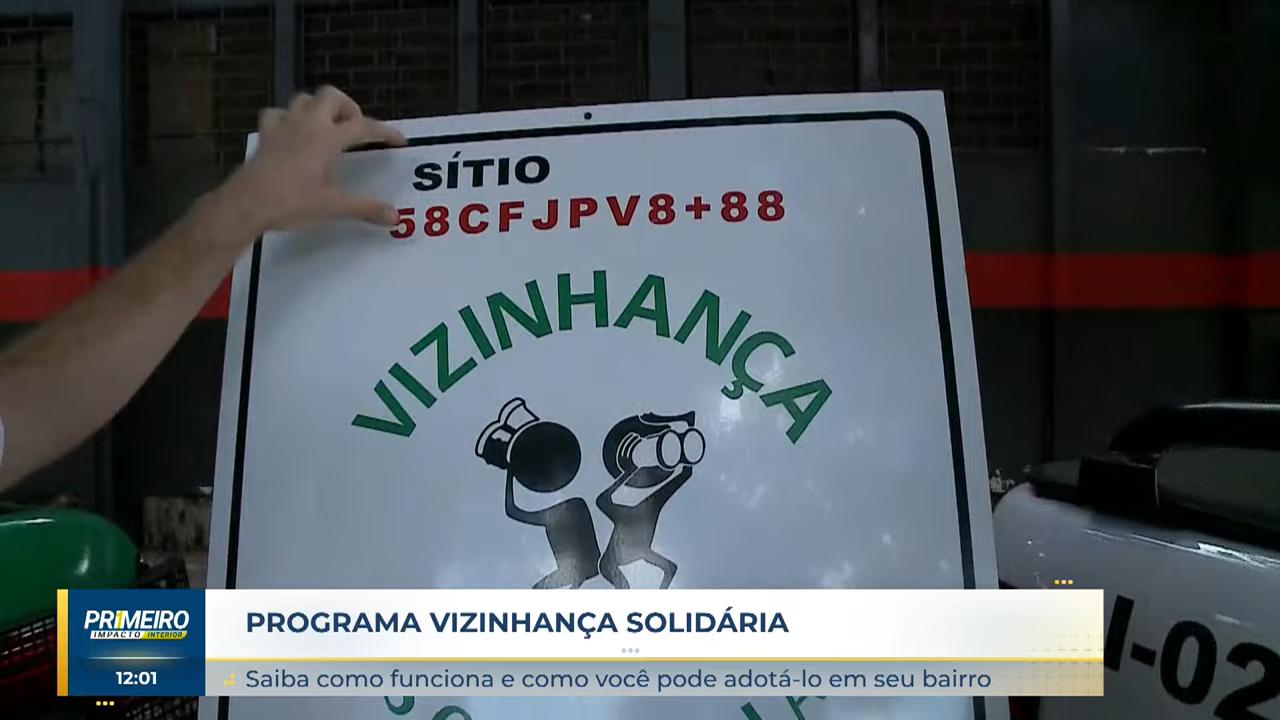 SÍTIO
58CFJPV8+88
VIZINHANÇA
PRIMEIRO
IMPACTO INTERIOR
12:01
PROGRAMA VIZINHANÇA SOLIDÁRIA
Saiba como funciona e como você pode adotá-lo em seu bairro